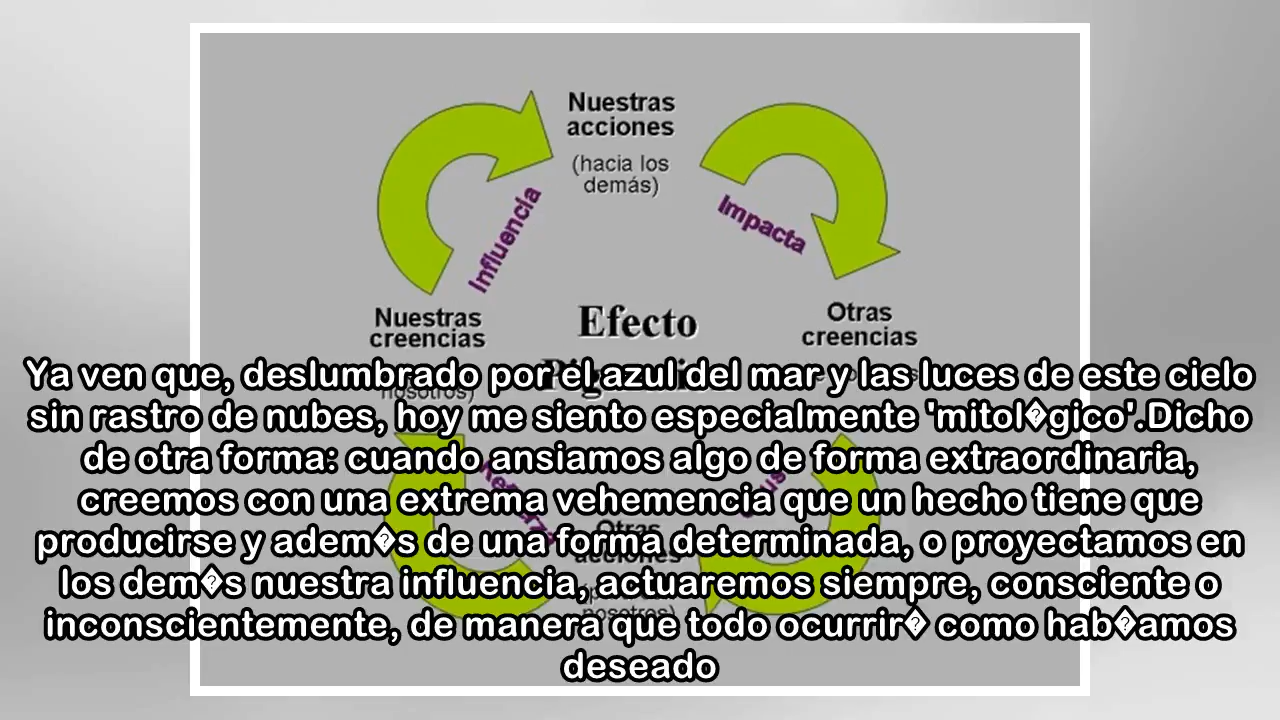 Nuestras
acciones
(hacia los
demás)
Influencia
Impacta
Nuestras
creencias
Efecto
Otras
creencias
nosotros)
Ya ven que, deslumbrado por el azul del mar y las luces de este cielo
sin rastro de nubes, hoy me siento especialmente 'mitol�gico'.Dicho
de otra forma: cuando ansiamos algo de forma extraordinaria,
creemos con una extrema vehemencia que un hecho tiene que
producirse y adem�s de una forma determinada, o proyectamos en
los dem�s nuestra influencia, actuaremos siempre, consciente o
inconscientemente, de manera que todo ocurrir� como hab�amos
deseado
Otras
acciones
nosotros)